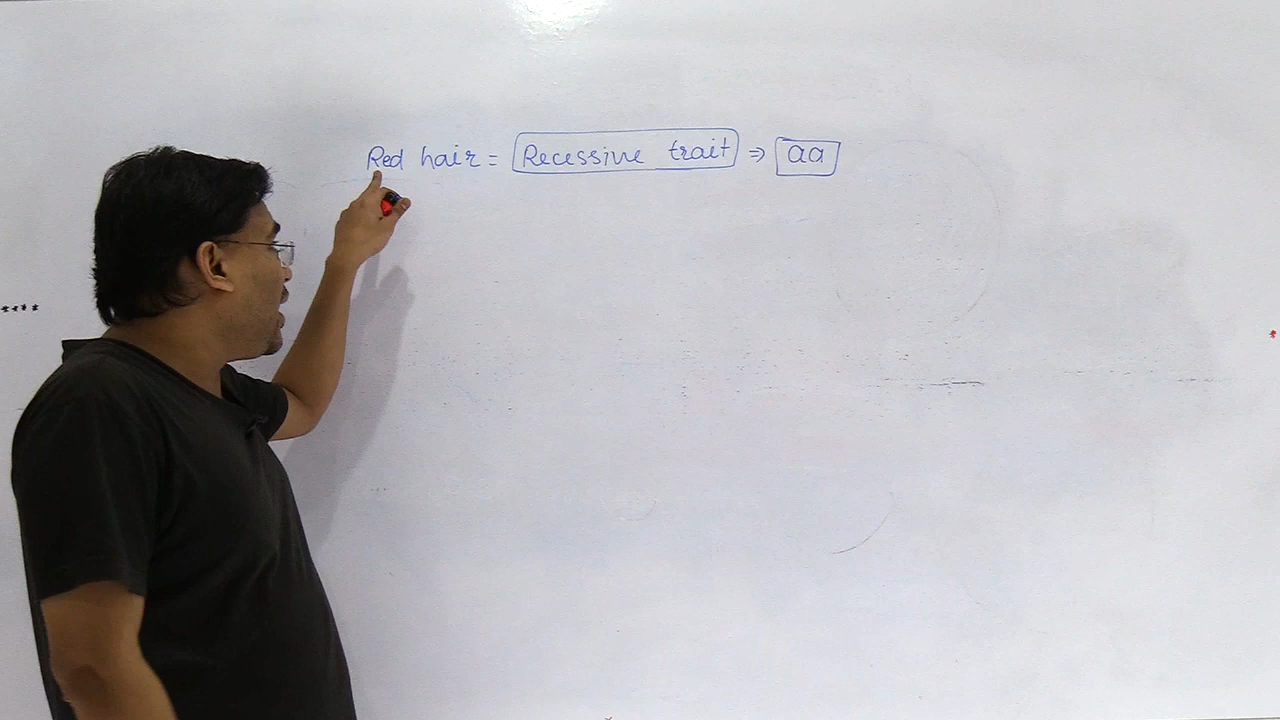 Red hair = Recessive trait ⇒ aa